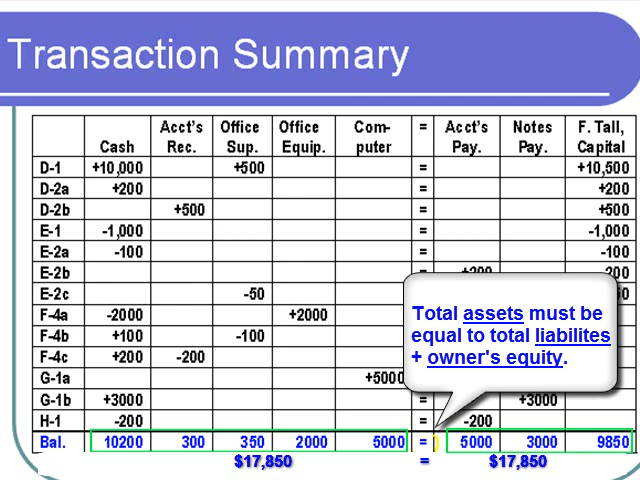 Transaction Summary
Cash Acct's Rec. Office Sup. Office Equip. Com-puter = Acct's Pay. Notes Pay. F. Tall, Capital
D-1 +10,000 +500 = +10,500
D-2a +200 = +200
D-2b +500 = +500
E-1 -1,000 = -1,000
E-2a -100 = -100
E-2b
E-2c -50
F-4a -2000 +2000
F-4b +100 -100
F-4c +200 -200
G-1a +5000
G-1b +3000 = +3000
H-1 -200 = -200
Bal. 10200 300 350 2000 5000 = 5000 3000 9850
$17,850 = $17,850
Total assets must be
equal to total liabilites
+ owner's equity.